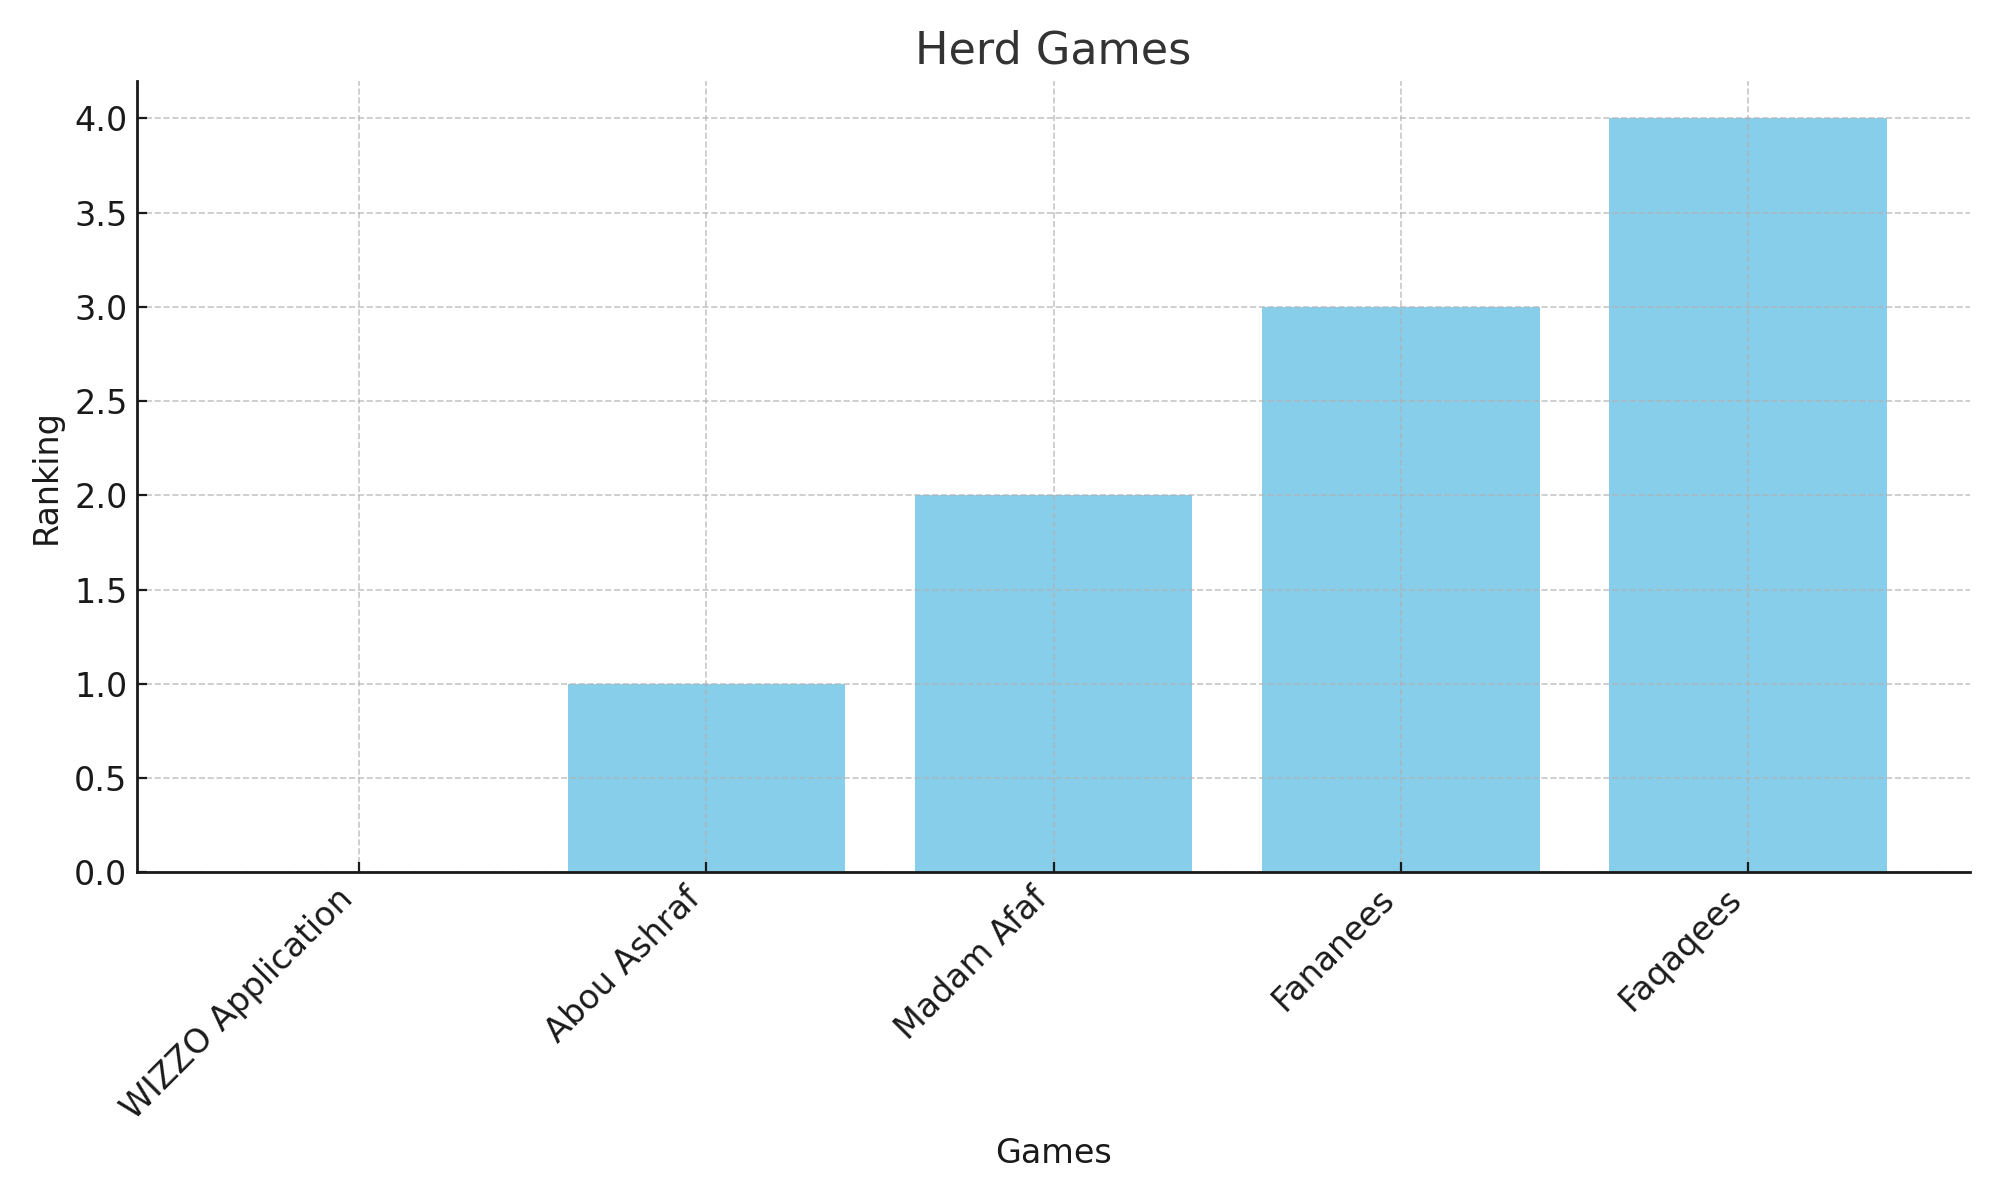 Herd Games
4.0
3.5
3.0
2.5
2.0
1.5
1.0
0.5
0.0
Ranking
WIZZO Application
Abou Ashraf
Madam Afaf
Fananees
Faqaqees
Games